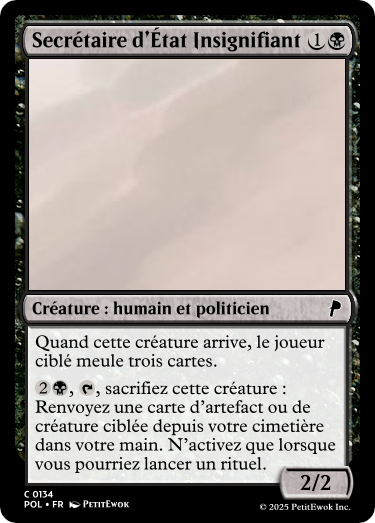 Secrétaire d'État Insignifiant 1
Créature : humain et politicien
Quand cette créature arrive, le joueur
ciblé meule trois cartes.
2, , sacrifiez cette créature :
Renvoyez une carte d'artefact ou de
créature ciblée depuis votre cimetière
dans votre main. N'activez que lorsque
vous pourriez lancer un rituel.
2/2
C 0134
POL • FR PetitEwok
© 2025 PetitEwok Inc.